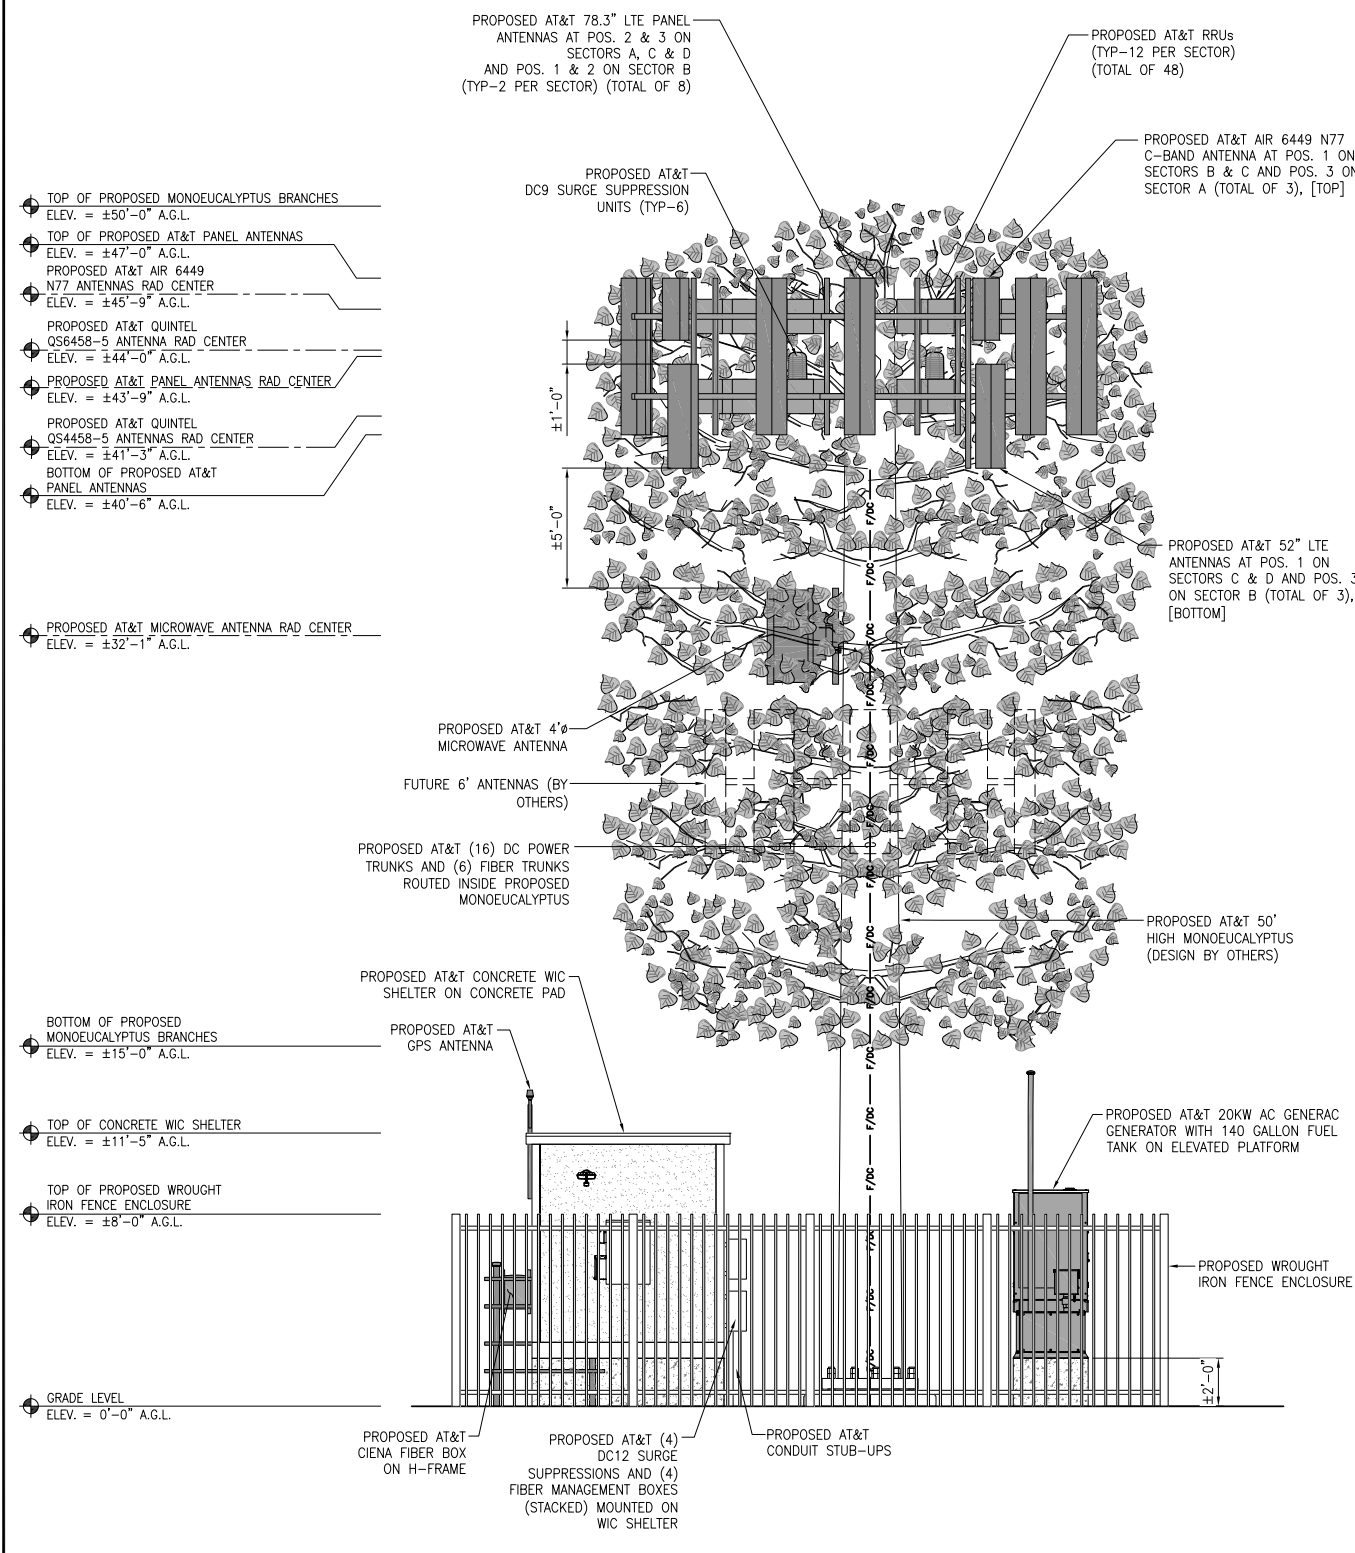 PROPOSED AT&T 78.3" LTE PANEL
ANTENNAS AT POS. 2 & 3 ON
SECTORS A, C & D
AND POS. 1 & 2 ON SECTOR B
(TYP-2 PER SECTOR) (TOTAL OF 8)
PROPOSED AT&T RRUs
(TYP-12 PER SECTOR)
(TOTAL OF 48)
PROPOSED AT&T AIR 6449 N77
C-BAND ANTENNA AT POS. 1 ON
SECTORS B & C AND POS. 3 ON
SECTOR A (TOTAL OF 3), [TOP]
PROPOSED AT&T
DC9 SURGE SUPPRESSION
UNITS (TYP-6)
TOP OF PROPOSED MONOEUCALYPTUS BRANCHES
ELEV. = ±50'-0" A.G.L.
TOP OF PROPOSED AT&T PANEL ANTENNAS
ELEV. = ±47'-0" A.G.L.
PROPOSED AT&T AIR 6449
N77 ANTENNAS RAD CENTER
ELEV. = ±45'-9" A.G.L.
PROPOSED AT&T QUINTEL
QS6458-5 ANTENNA RAD CENTER
ELEV. = ±44'-0" A.G.L.
PROPOSED AT&T PANEL ANTENNAS RAD CENTER
ELEV. = ±43'-9" A.G.L.
PROPOSED AT&T QUINTEL
QS4458-5 ANTENNAS RAD CENTER
ELEV. = ±41'-3" A.G.L.
BOTTOM OF PROPOSED AT&T
PANEL ANTENNAS
ELEV. = ±40'-6" A.G.L.
±1'-0"
±5'-0"
PROPOSED AT&T 52" LTE
ANTENNAS AT POS. 1 ON
SECTORS C & D AND POS. 3
ON SECTOR B (TOTAL OF 3),
[BOTTOM]
PROPOSED AT&T MICROWAVE ANTENNA RAD CENTER
ELEV. = ±32'-1" A.G.L.
PROPOSED AT&T 4'ø
MICROWAVE ANTENNA
FUTURE 6' ANTENNAS (BY
OTHERS)
PROPOSED AT&T (16) DC POWER
TRUNKS AND (6) FIBER TRUNKS
ROUTED INSIDE PROPOSED
MONOEUCALYPTUS
PROPOSED AT&T 50'
HIGH MONOEUCALYPTUS
(DESIGN BY OTHERS)
PROPOSED AT&T CONCRETE WIC
SHELTER ON CONCRETE PAD
PROPOSED AT&T
GPS ANTENNA
BOTTOM OF PROPOSED
MONOEUCALYPTUS BRANCHES
ELEV. = ±15'-0" A.G.L.
F/DC
F/DC
F/DC
F/DC
F/DC
F/DC
F/DC
F/DC
F/DC
F/DC
F/DC
F/DC
F/DC
F/DC
PROPOSED AT&T 20KW AC GENERAC
GENERATOR WITH 140 GALLON FUEL
TANK ON ELEVATED PLATFORM
TOP OF CONCRETE WIC SHELTER
ELEV. = ±11'-5" A.G.L.
TOP OF PROPOSED WROUGHT
IRON FENCE ENCLOSURE
ELEV. = ±8'-0" A.G.L.
PROPOSED WROUGHT
IRON FENCE ENCLOSURE
±2'-0"
GRADE LEVEL
ELEV. = 0'-0" A.G.L.
PROPOSED AT&T
CIENA FIBER BOX
ON H-FRAME
PROPOSED AT&T (4)
DC12 SURGE
SUPPRESSIONS AND (4)
FIBER MANAGEMENT BOXES
(STACKED) MOUNTED ON
WIC SHELTER
PROPOSED AT&T
CONDUIT STUB-UPS